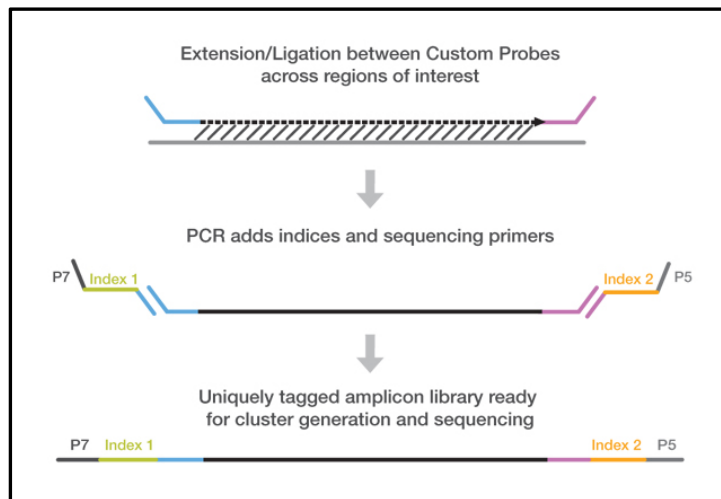 Extension/Ligation between Custom Probes
across regions of interest
PCR adds indices and sequencing primers
P7 Index 1 Index 2 P5
Uniquely tagged amplicon library ready
for cluster generation and sequencing
P7 Index 1 Index 2 P5